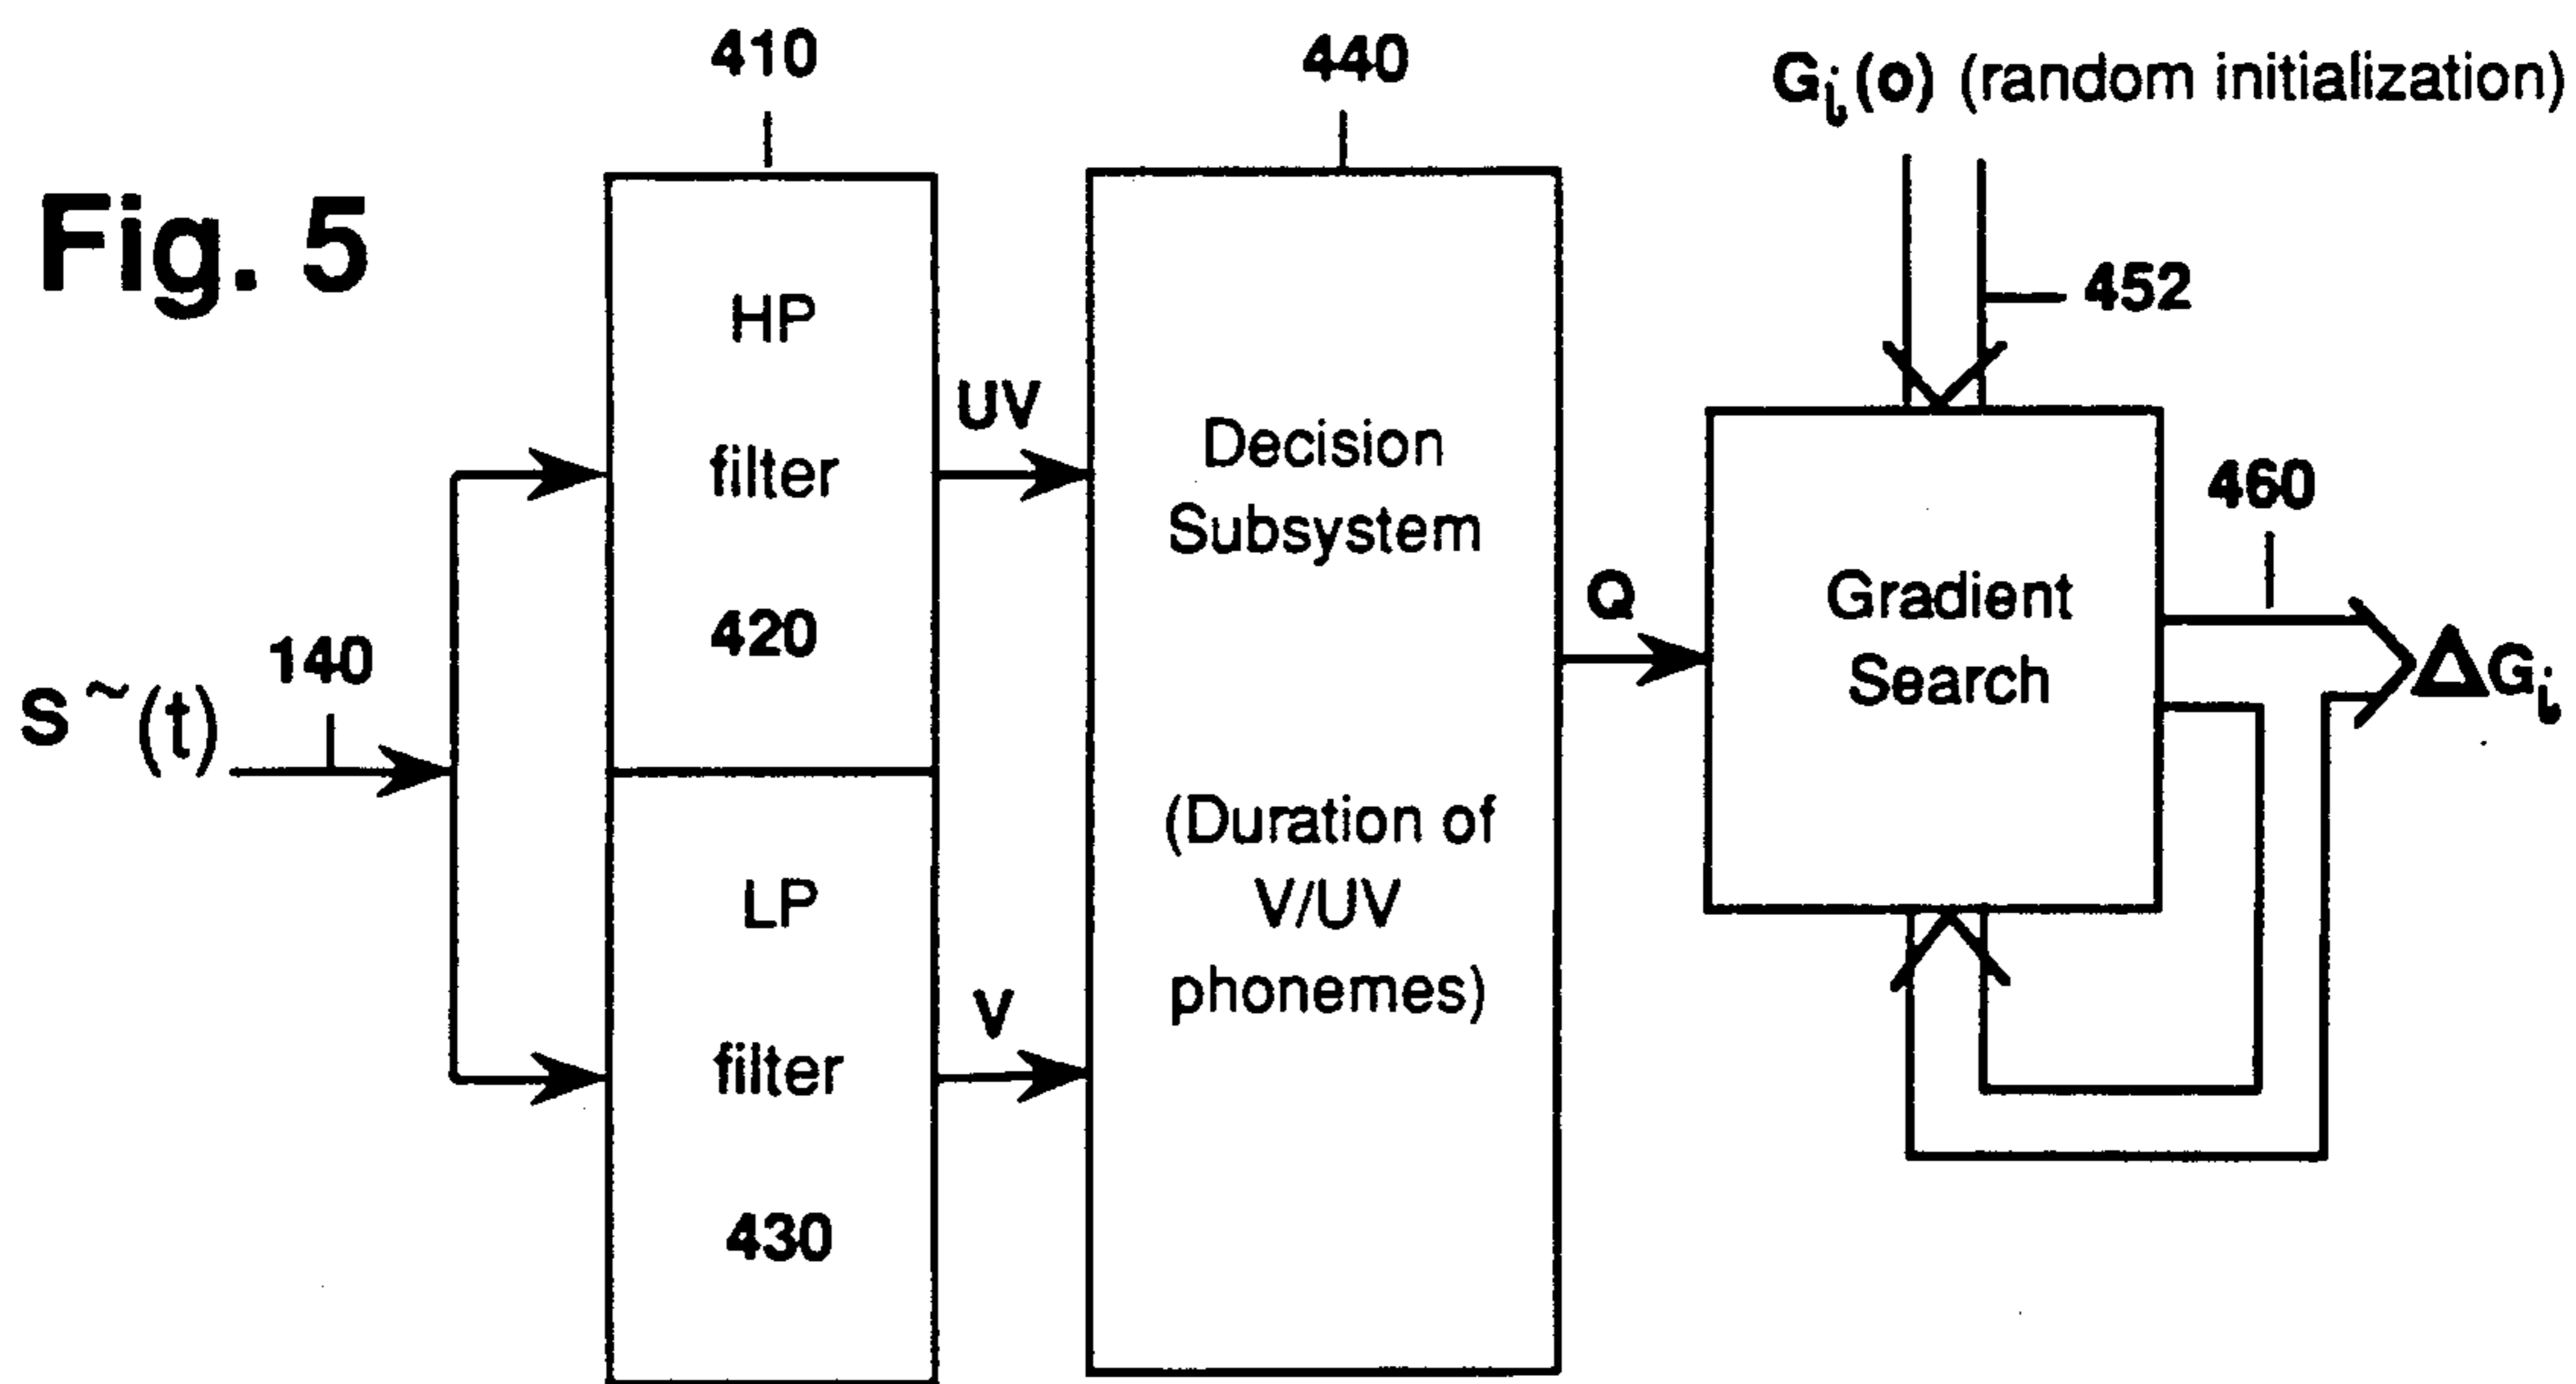 Fig. 5
410
440
Gi(o) (random initialization)
452
HP
filter
420
UV
Decision
Subsystem
(Duration of
V/UV
phonemes)
S~(t)
140
LP
filter
430
V
Q
Gradient
Search
460
ΔGi